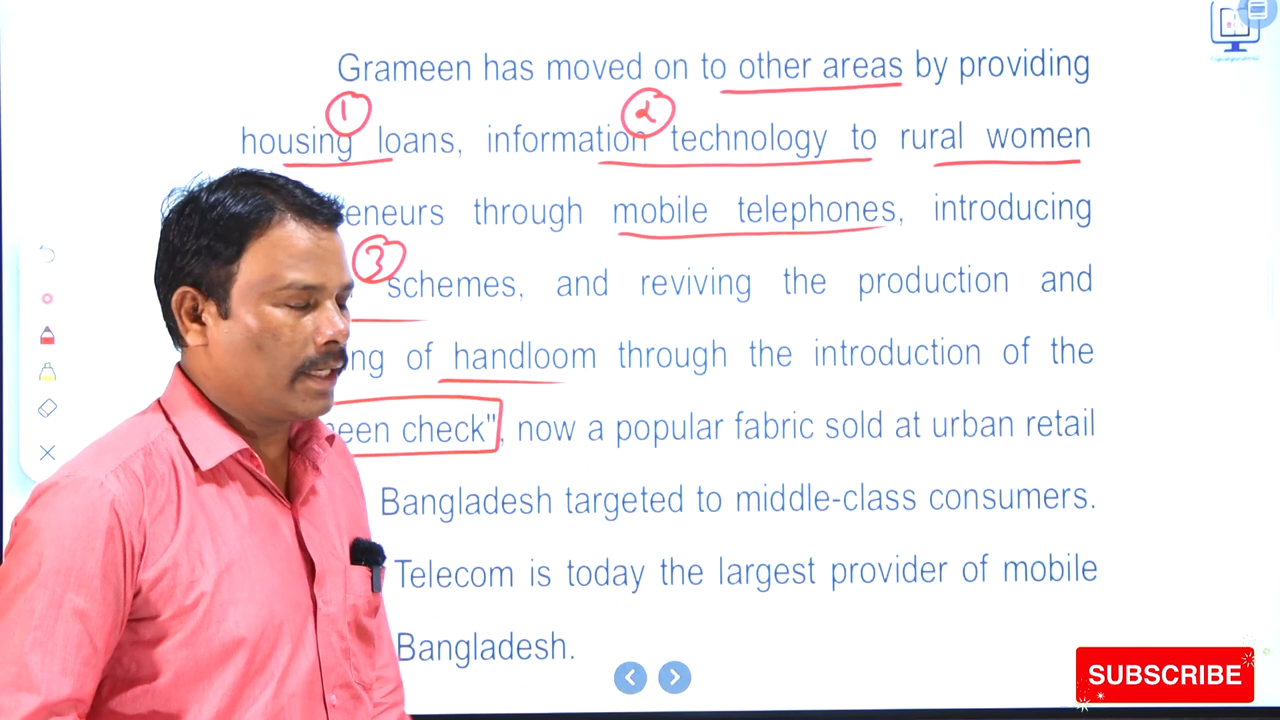 Grameen has moved on to other areas by providing
1 2
housing loans, information technology to rural women
eneurs through mobile telephones, introducing
3
schemes, and reviving the production and
ng of handloom through the introduction of the
een check", now a popular fabric sold at urban retail
Bangladesh targeted to middle-class consumers.
Telecom is today the largest provider of mobile
Bangladesh.
SUBSCRIBE